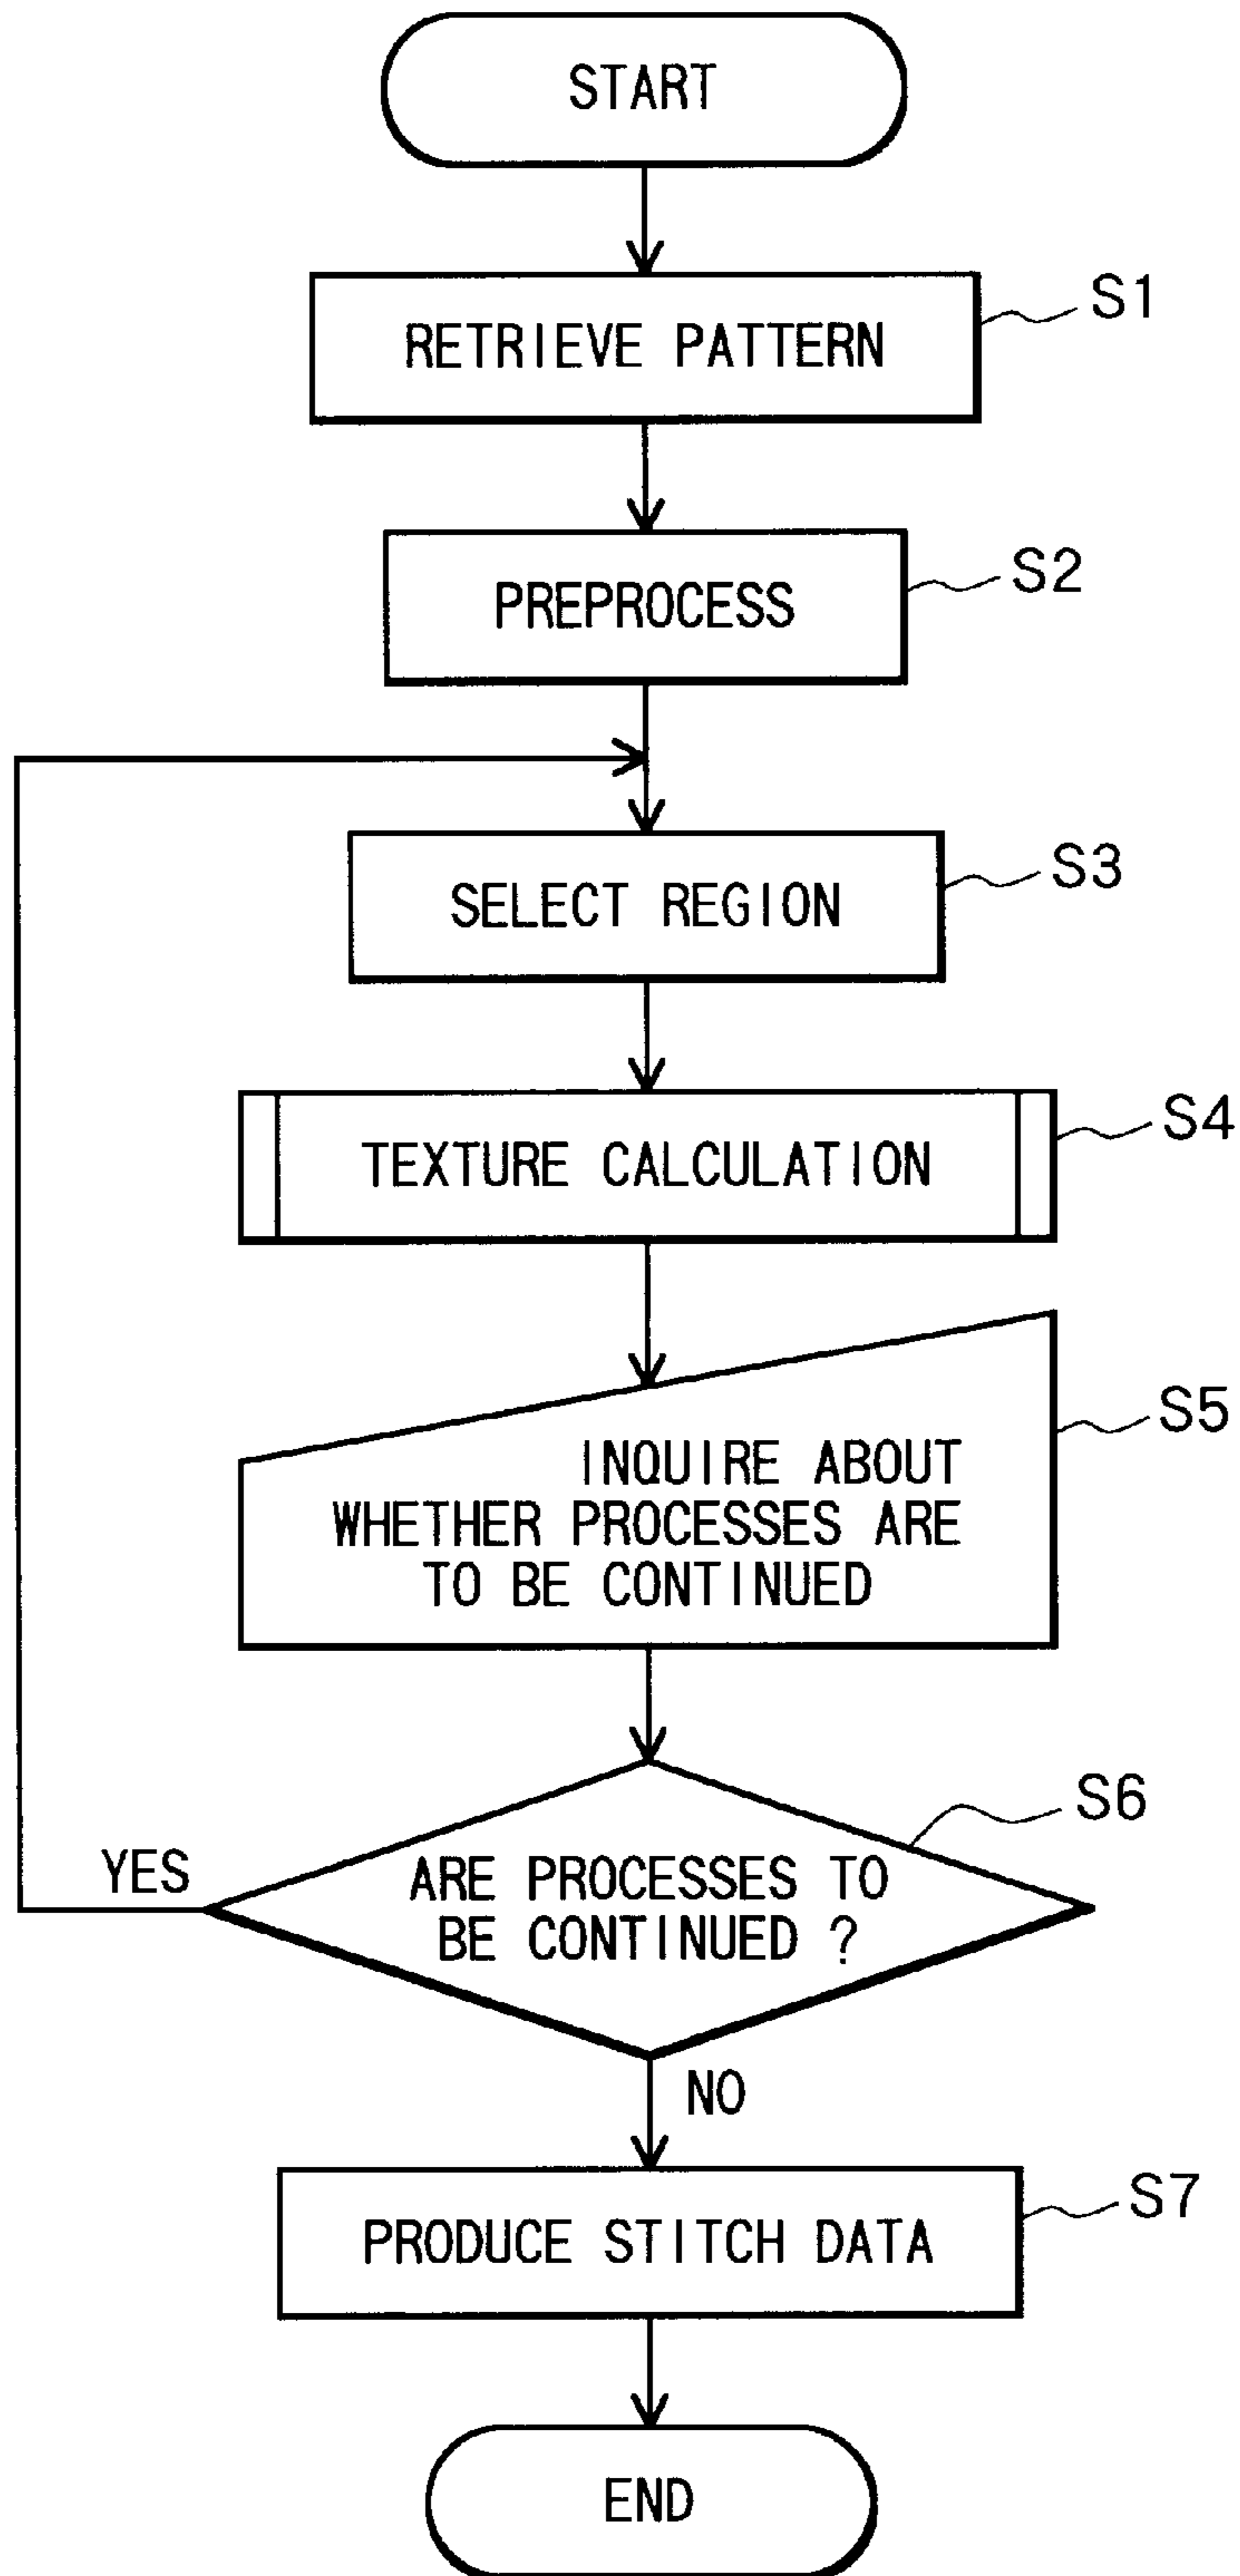 START
RETRIEVE PATTERN
S1
PREPROCESS
S2
SELECT REGION
S3
TEXTURE CALCULATION
S4
INQUIRE ABOUT
WHETHER PROCESSES ARE
TO BE CONTINUED
S5
ARE PROCESSES TO
BE CONTINUED ?
S6
YES
NO
PRODUCE STITCH DATA
S7
END